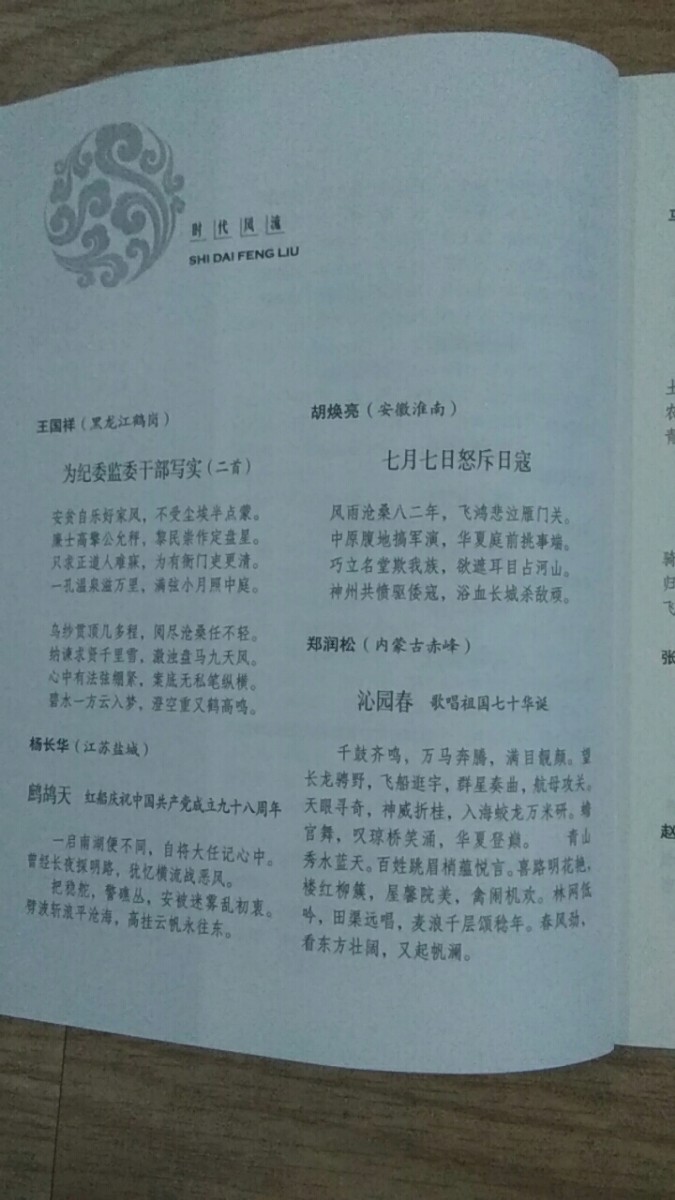 时代风流
SHI DAI FENG LIU
王国祥（黑龙江鹤岗）
为纪委监委干部写实（二首）
安贫自乐好家风，不受尘埃半点蒙。
廉士高擎公允秤，黎民崇作定盘星。
只求正道人难寐，为有衙门吏更清。
一孔温泉滋万里，满弦小月照中庭。
乌纱赏顶几多程，阅尽沧桑任不轻。
纳谏求贤千里雪，激浊盘马九天风。
心中有法弦绷紧，案底无私笔纵横。
碧水一方云入梦，澄空重又鹤高鸣。
杨长华（江苏盐城）
鹧鸪天 红船庆祝中国共产党成立九十八周年
一启南湖便不同，自将大任记心中。
曾经长夜探明路，犹忆横流战恶风。
把稳舵，警礁丛，安被迷雾乱初衷。
劈波斩浪平沧海，高挂云帆永往东。
胡焕亮（安徽淮南）
七月七日怒斥日寇
风雨沧桑八二年，飞鸿悲泣雁门关。
中原腹地搞军演，华夏庭前挑事端。
巧立名堂欺我族，欲遮耳目占河山。
神州共愤驱倭寇，浴血长城杀敌顽。
郑润松（内蒙古赤峰）
沁园春 歌唱祖国七十华诞
千鼓齐鸣，万马奔腾，满目靓颜。望
长龙骋野，飞船逛宇，群星奏曲，航母攻关。
天眼寻奇，神威折桂，入海蛟龙万米研。蟾
宫舞，叹琼桥笑涌，华夏登巅。 青山
秀水蓝天。百姓跳眉梢蕴悦言。喜路明花艳，
楼红柳簇，屋馨院美，禽闹机欢。林网低
吟，田渠远唱，麦浪千层颂稔年。春风劲，
看东方壮阔，又起帆澜。